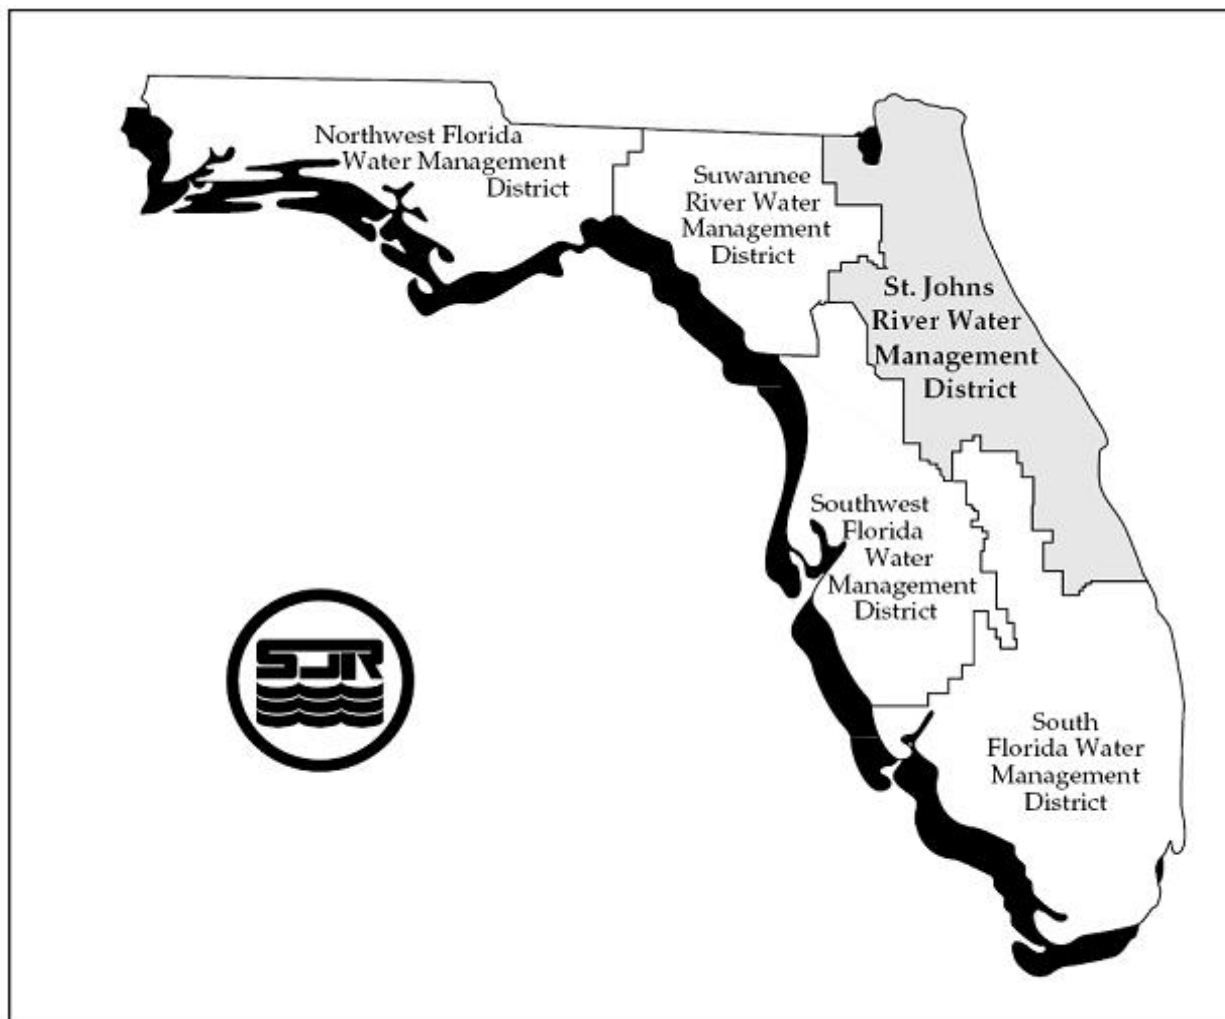 Northwest Florida
Water Management
District
Suwannee
River Water
Management
District
St. Johns
River Water
Management
District
Southwest
Florida
Water
Management
District
SJR
South
Florida Water
Management
District